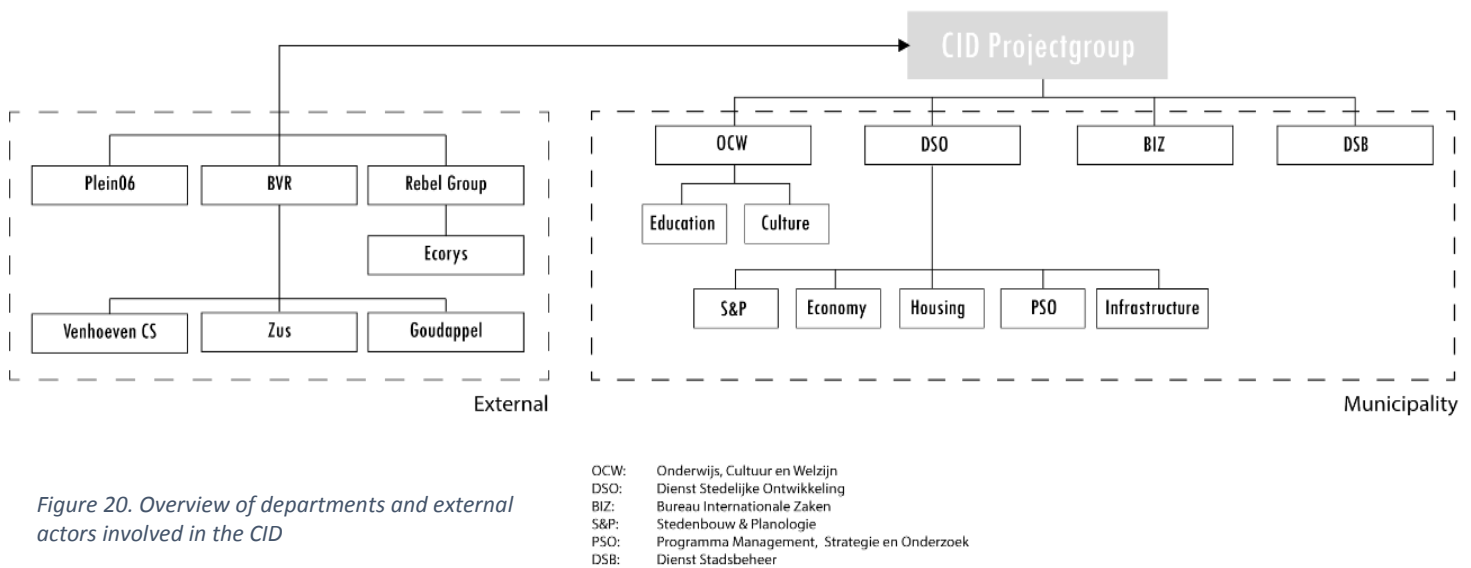 CID Projectgroup
Plein06
BVR
Rebel Group
Ecorys
Venhoeven CS
Zus
Goudappel
External
OCW
DSO
BIZ
DSB
Education
Culture
S&P
Economy
Housing
PSO
Infrastructure
Municipality
Figure 20. Overview of departments and external
actors involved in the CID
OCW: Onderwijs, Cultuur en Welzijn
DSO: Dienst Stedelijke Ontwikkeling
BIZ: Bureau Internationale Zaken
S&P: Stedenbouw & Planologie
PSO: Programma Management, Strategie en Onderzoek
DSB: Dienst Stadsbeheer